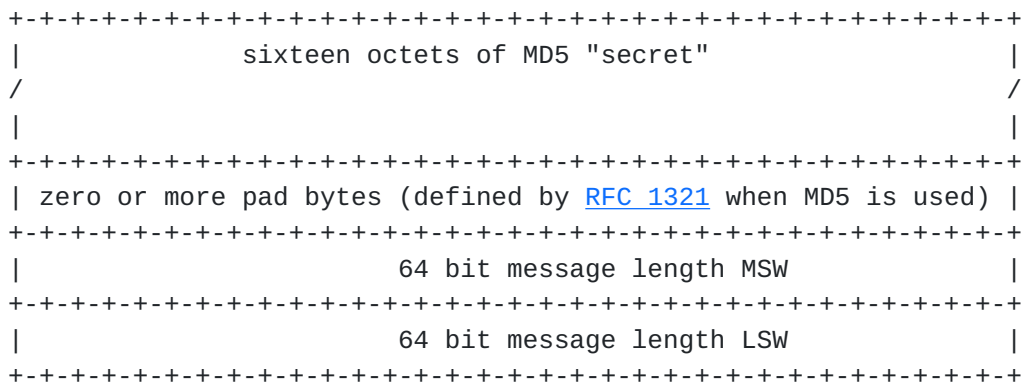 +-+-+-+-+-+-+-+-+-+-+-+-+-+-+-+-+-+-+-+-+-+-+-+-+-+-+-+-+-+-+-+-+
|              sixteen octets of MD5 "secret"                   |
/                                                               /
|                                                               |
+-+-+-+-+-+-+-+-+-+-+-+-+-+-+-+-+-+-+-+-+-+-+-+-+-+-+-+-+-+-+-+-+
| zero or more pad bytes (defined by RFC 1321 when MD5 is used) |
+-+-+-+-+-+-+-+-+-+-+-+-+-+-+-+-+-+-+-+-+-+-+-+-+-+-+-+-+-+-+-+-+
|                        64 bit message length MSW              |
+-+-+-+-+-+-+-+-+-+-+-+-+-+-+-+-+-+-+-+-+-+-+-+-+-+-+-+-+-+-+-+-+
|                        64 bit message length LSW              |
+-+-+-+-+-+-+-+-+-+-+-+-+-+-+-+-+-+-+-+-+-+-+-+-+-+-+-+-+-+-+-+-+